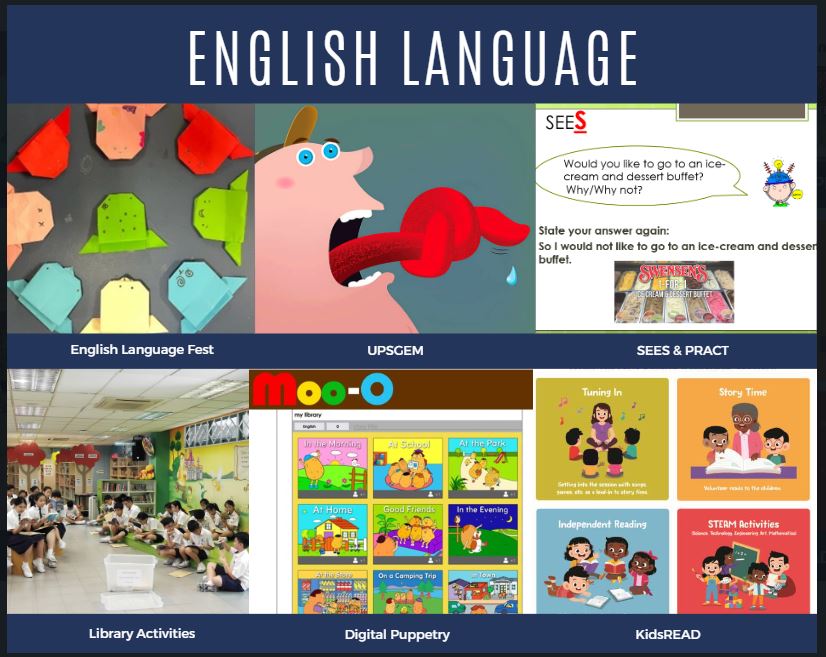 ENGLISH LANGUAGE
SEES
Would you like to go to an ice-
cream and dessert buffet?
Why/Why not?
State your answer again:
So I would not like to go to an ice-cream and desser
buffet.
SWENSEN'S
1-FOR-1
ICE CREAM & DESSERT BUFFET
English Language Fest
UPSGEM
SEES & PRACT
Moo-O
my library
English
In the Morning
At School
At the Park
At Home
Good Friends
In the Evening
At the Store
On a Camping Trip
Town
Tuning In
Getting into the session with songs,
games etc as a lead-in to story time.
Story Time
Volunteer reads to the children.
Independent Reading
STEAM Activities
(Science Technology Engineering Art Mathematics)
Library Activities
Digital Puppetry
KidsREAD